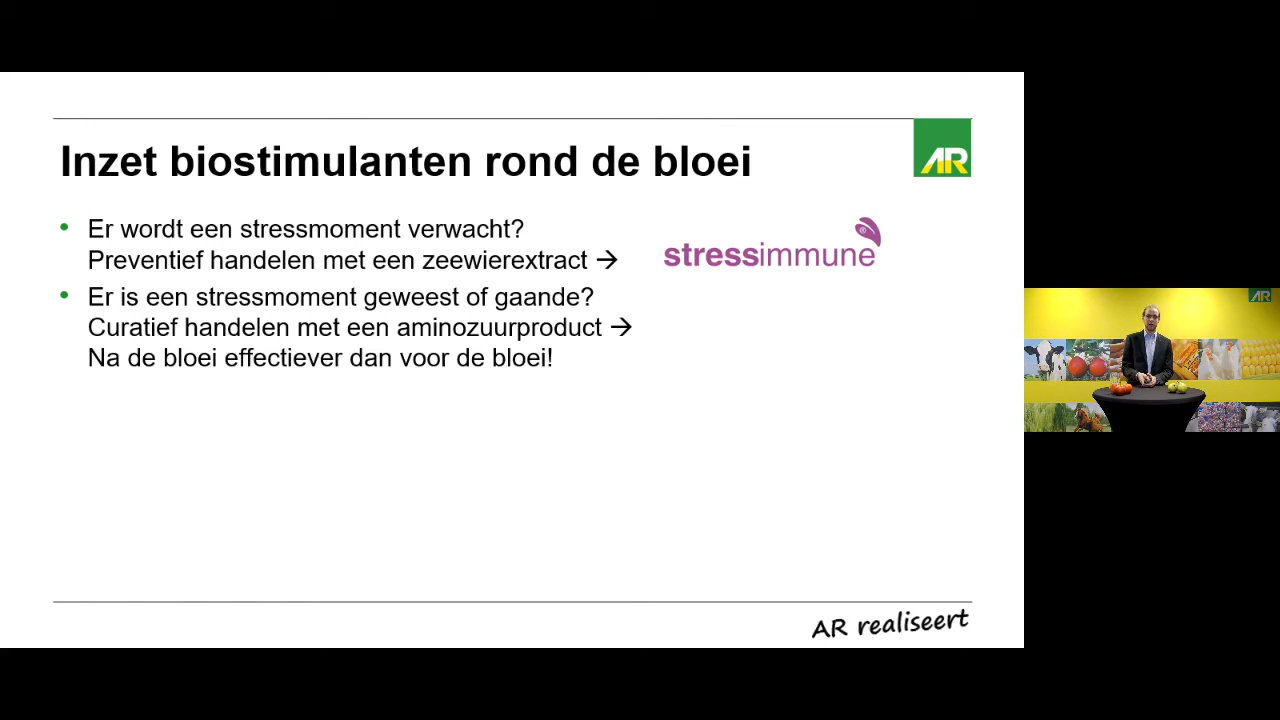 Inzet biostimulanten rond de bloei
AR
• Er wordt een stressmoment verwacht?
Preventief handelen met een zeewierextract →
stressimmune®
• Er is een stressmoment geweest of gaande?
Curatief handelen met een aminozuurproduct →
Na de bloei effectiever dan voor de bloei!
AR realiseert
AR